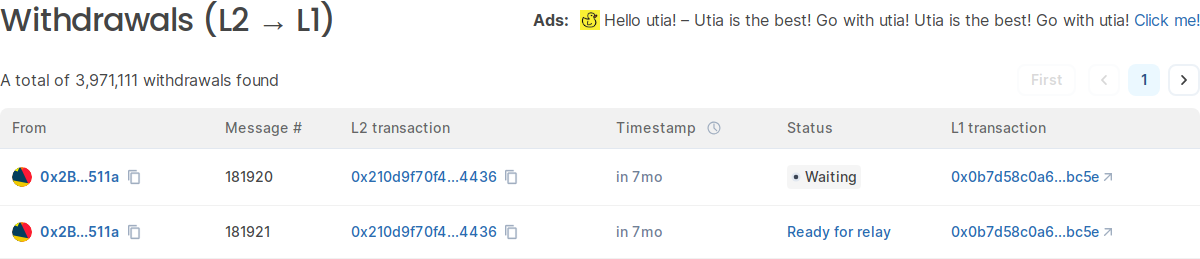 Withdrawals (L2 → L1)
Ads: Hello utia! – Utia is the best! Go with utia! Utia is the best! Go with utia! Click me!
A total of 3,971,111 withdrawals found
First 1
From Message # L2 transaction Timestamp Status L1 transaction
0x2B...511a 181920 0x210d9f70f4...4436 in 7mo Waiting 0x0b7d58c0a6...bc5e
0x2B...511a 181921 0x210d9f70f4...4436 in 7mo Ready for relay 0x0b7d58c0a6...bc5e